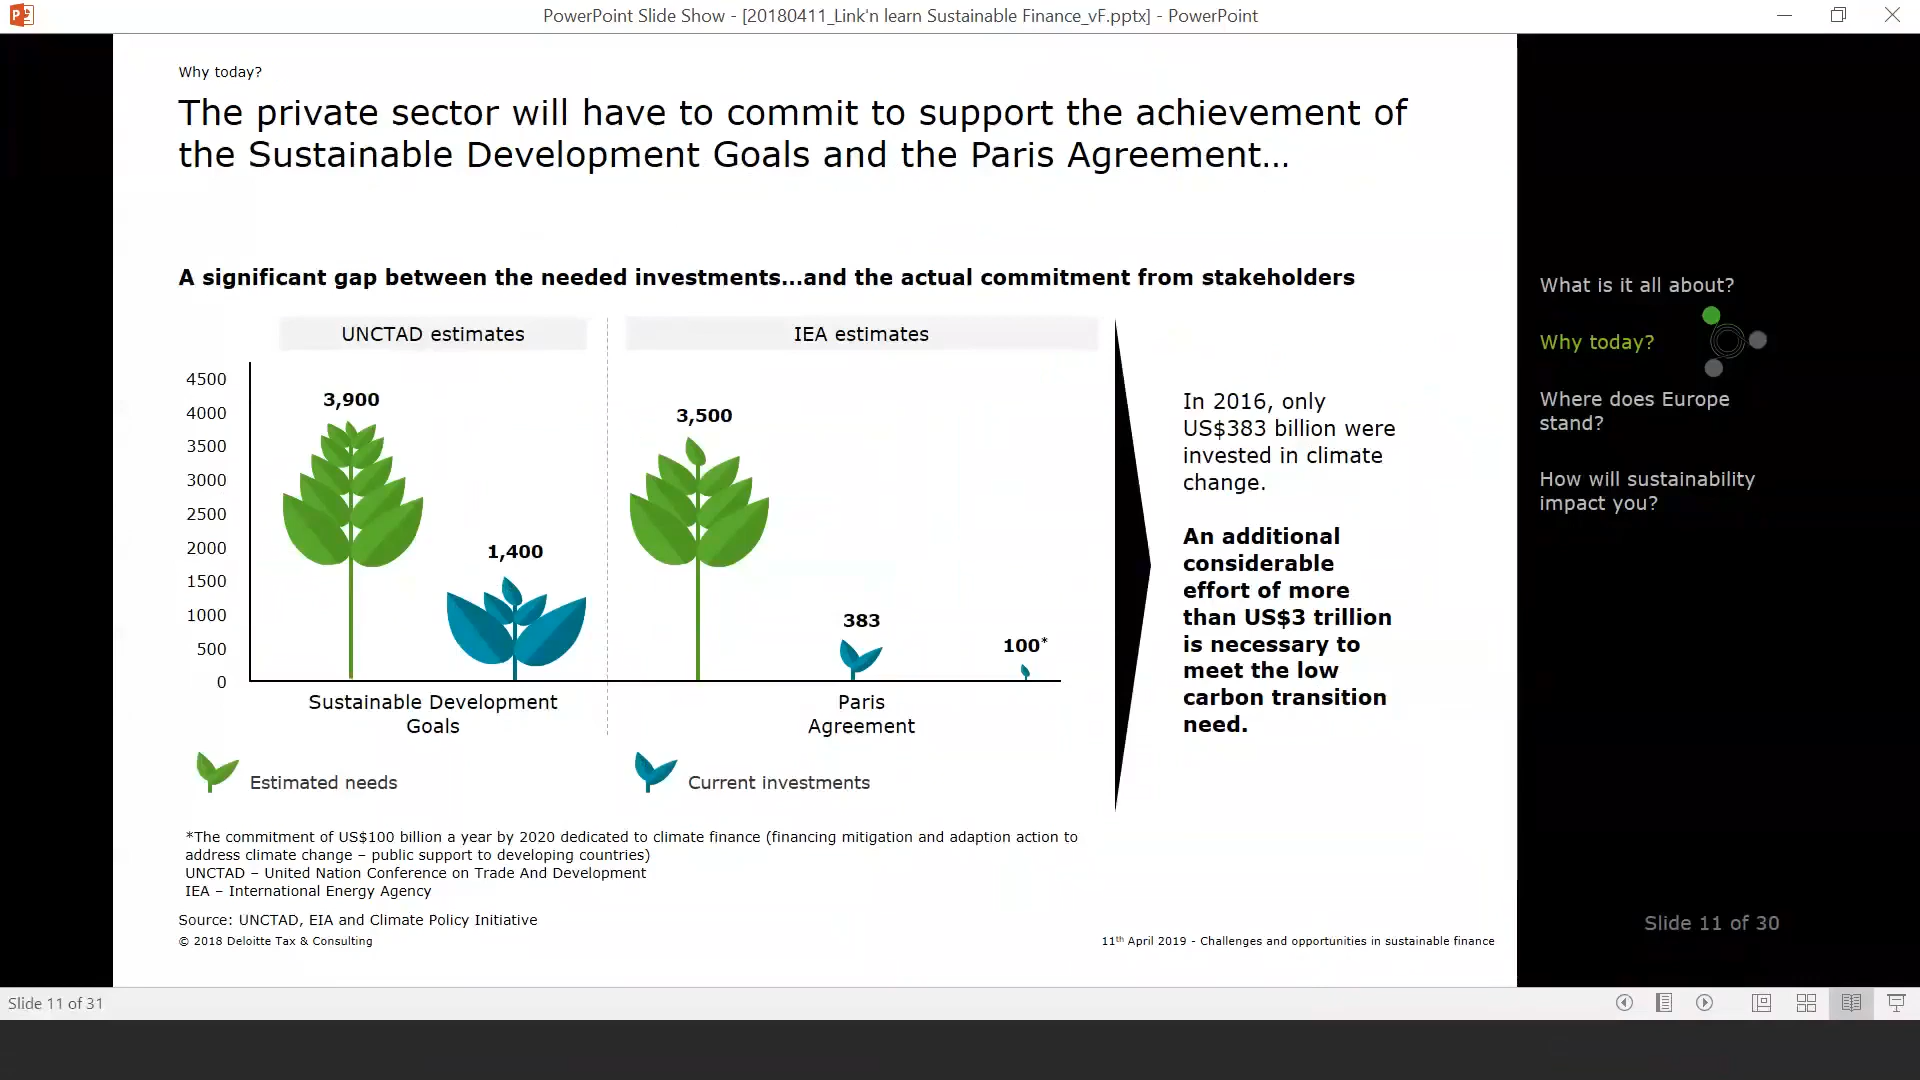 PowerPoint Slide Show - [20180411_Link'n learn Sustainable Finance_vF.pptx] - PowerPoint
Why today?
The private sector will have to commit to support the achievement of
the Sustainable Development Goals and the Paris Agreement...
A significant gap between the needed investments...and the actual commitment from stakeholders
UNCTAD estimates
IEA estimates
4500
4000
3500
3000
2500
2000
1500
1000
500
0
3,900
1,400
3,500
383
100*
Sustainable Development
Goals
Paris
Agreement
Estimated needs
Current investments
In 2016, only
US$383 billion were
invested in climate
change.
An additional
considerable
effort of more
than US$3 trillion
is necessary to
meet the low
carbon transition
need.
*The commitment of US$100 billion a year by 2020 dedicated to climate finance (financing mitigation and adaption action to
address climate change – public support to developing countries)
UNCTAD – United Nation Conference on Trade And Development
IEA – International Energy Agency
Source: UNCTAD, EIA and Climate Policy Initiative
© 2018 Deloitte Tax & Consulting
11th April 2019 - Challenges and opportunities in sustainable finance
What is it all about?
Why today?
Where does Europe
stand?
How will sustainability
impact you?
Slide 11 of 30
Slide 11 of 31